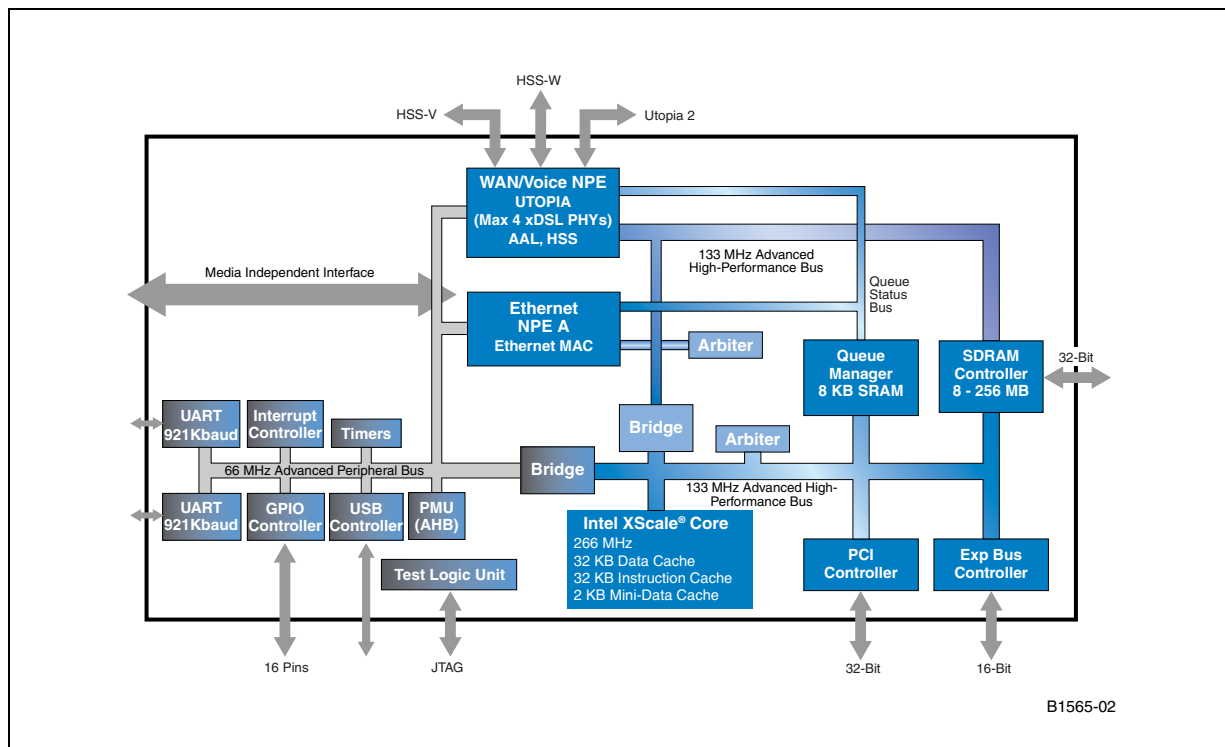 HSS-W
HSS-V
Utopia 2
WAN/Voice NPE
UTOPIA
(Max 4 xDSL PHYs)
AAL, HSS
133 MHz Advanced
High-Performance Bus
Media Independent Interface
Queue
Status
Bus
Ethernet
NPE A
Ethernet MAC
Arbiter
Queue
Manager
8 KB SRAM
SDRAM
Controller
8 - 256 MB
32-Bit
UART
921Kbaud
Interrupt
Controller
Timers
Bridge
Arbiter
66 MHz Advanced Peripheral Bus
Bridge
133 MHz Advanced High-
Performance Bus
UART
921Kbaud
GPIO
Controller
USB
Controller
PMU
(AHB)
Test Logic Unit
Intel XScale® Core
266 MHz
32 KB Data Cache
32 KB Instruction Cache
2 KB Mini-Data Cache
PCI
Controller
Exp Bus
Controller
16 Pins
JTAG
32-Bit
16-Bit
B1565-02